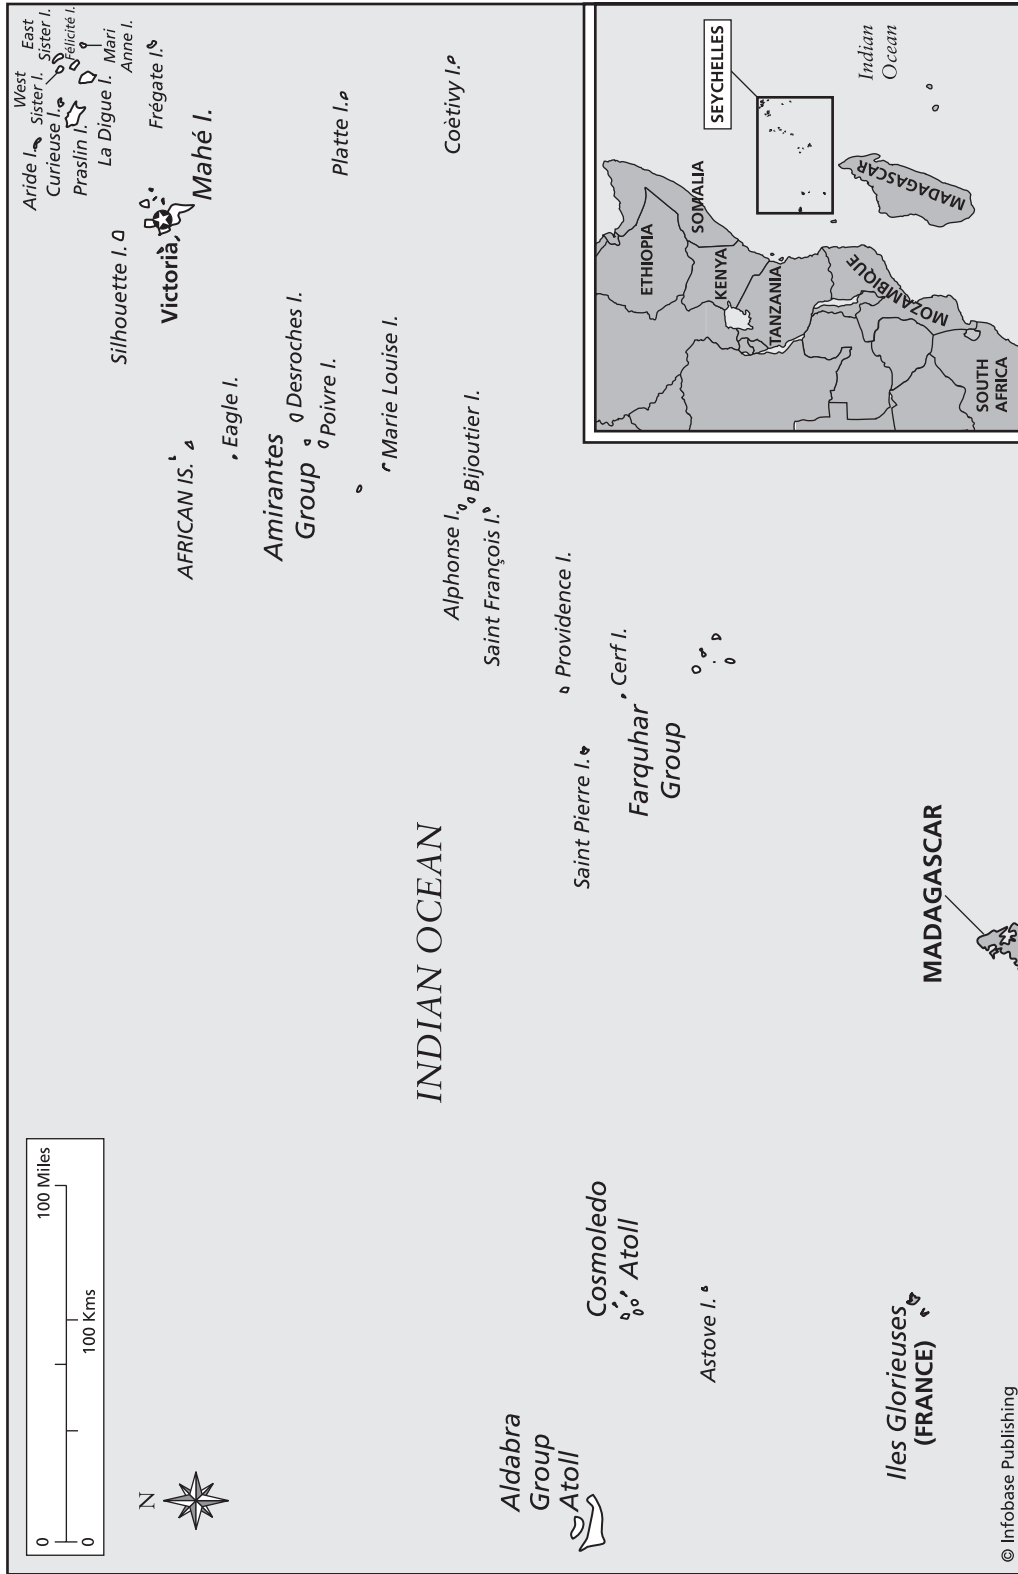 0
100 Miles
0
100 Kms
N
Aride I.
Curieuse I.
Praslin I.
La Digue I.
West
Sister I.
East
Sister I.
Félicité I.
Mari
Anne I.
Frégate I.
Silhouette I.
Victorià
Mahé I.
Platte I.
Coètivy I.
AFRICAN IS.
Eagle I.
Amirantes
Group
Desroches I.
Poivre I.
Marie Louise I.
Alphonse I.
Bijoutier I.
Saint François I.
Providence I.
Saint Pierre I.
Cerf I.
Farquhar
Group
INDIAN OCEAN
Aldabra
Group
Atoll
Cosmoledo
Atoll
Astove I.
Iles Glorieuses
(FRANCE)
MADAGASCAR
SEYCHELLES
Indian
Ocean
ETHIOPIA
SOMALIA
KENYA
TANZANIA
MOZAMBIQUE
MADAGASCAR
SOUTH
AFRICA
© Infobase Publishing